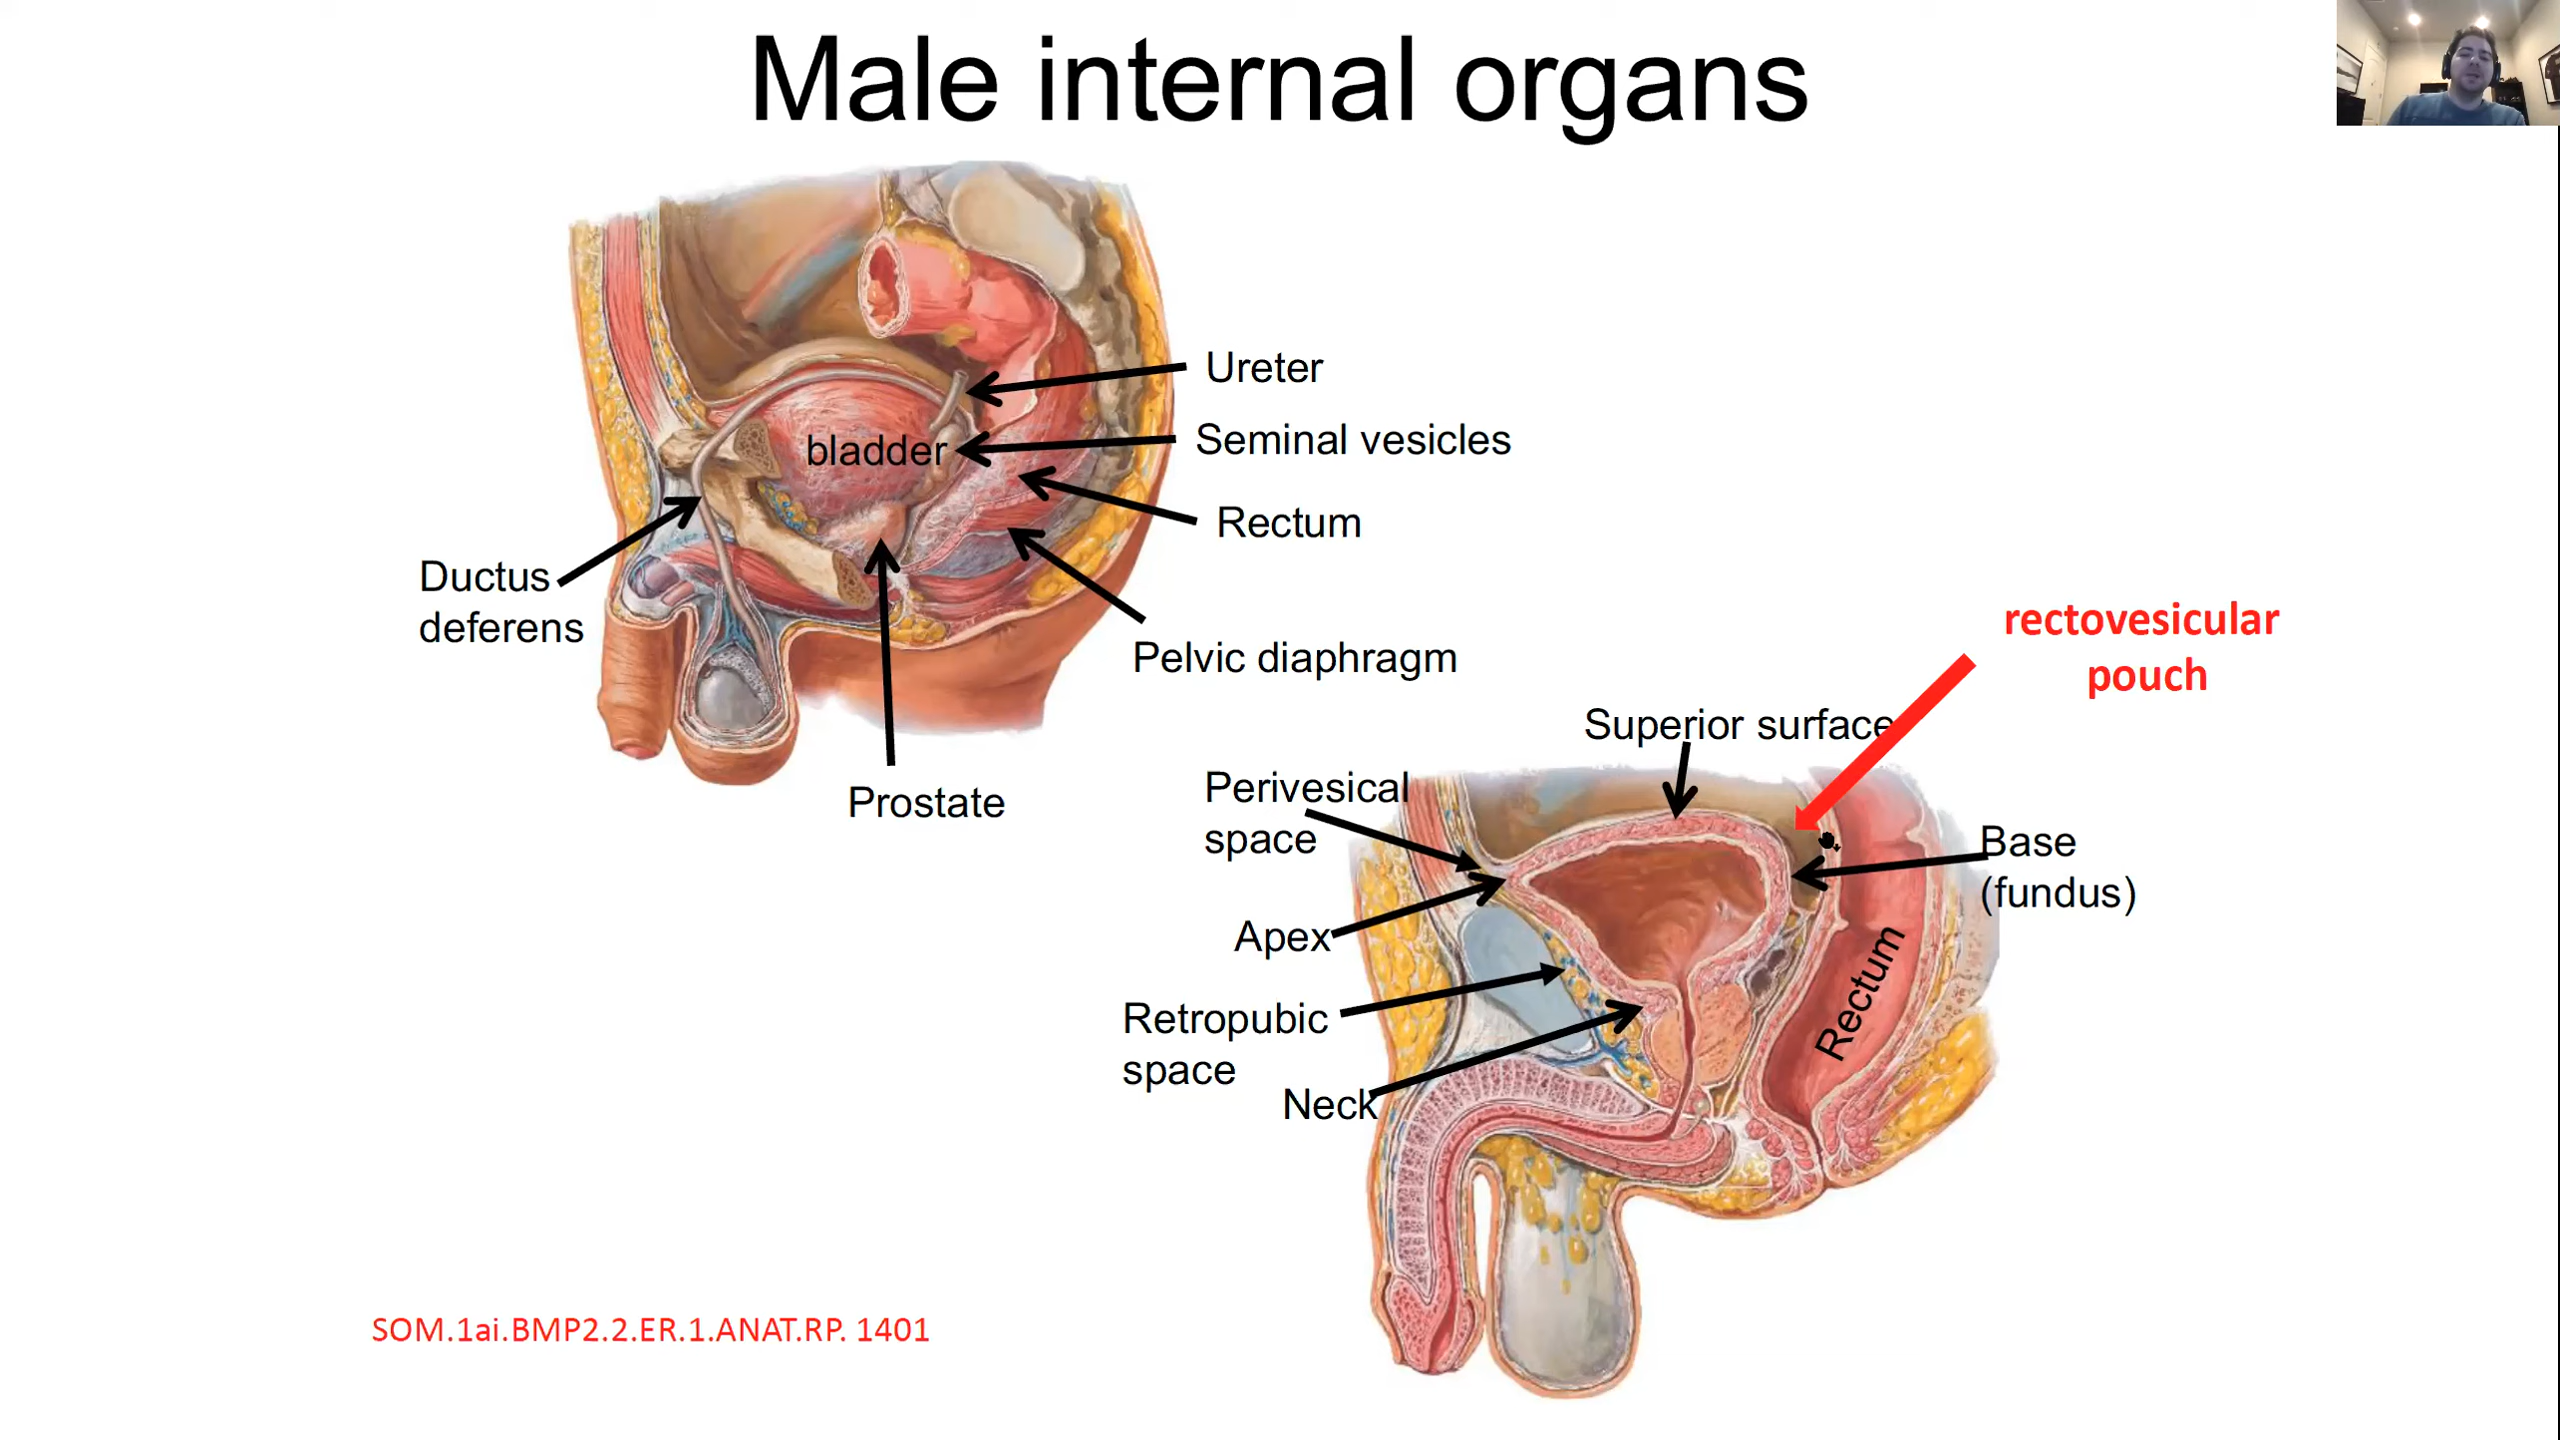 Male internal organs
Ureter
Seminal vesicles
bladder
Rectum
Ductus
deferens
Pelvic diaphragm
Prostate
rectovesicular
pouch
Superior surface
Perivesical
space
Base
(fundus)
Apex
Rectum
Retropubic
space
Neck
SOM.1ai.BMP2.2.ER.1.ANAT.RP. 1401